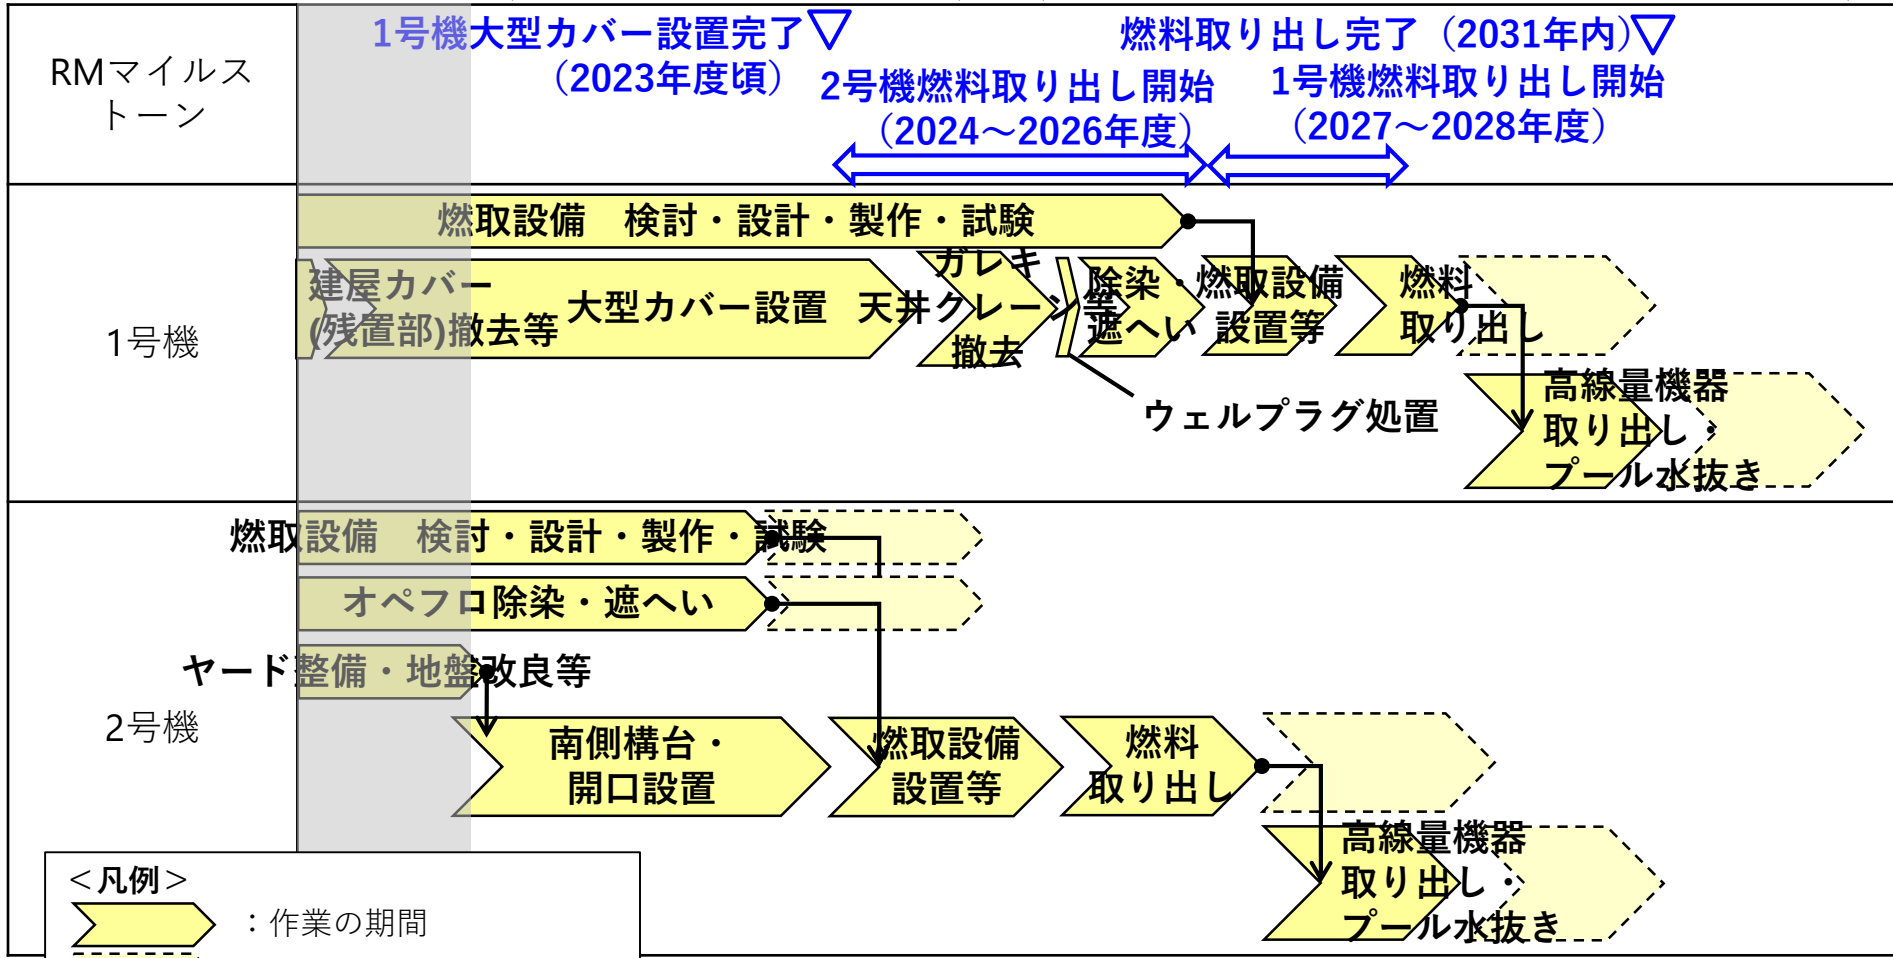 1号機大型カバー設置完了
（2023年度頃）
燃料取り出し完了（2031年内）
2号機燃料取り出し開始
（2024～2026年度）
1号機燃料取り出し開始
（2027～2028年度）
RMマイルス
トーン
1号機
燃取設備　検討・設計・製作・試験
建屋カバー
(残置部)撤去等
大型カバー設置
ガレキ
天井クレーン等
撤去
除染・
遮へい
燃取設備
設置等
燃料
取り出し
ウェルプラグ処置
高線量機器
取り出し・
プール水抜き
2号機
燃取設備　検討・設計・製作・試験
オペフロ除染・遮へい
ヤード整備・地盤改良等
南側構台・
開口設置
燃取設備
設置等
燃料
取り出し
高線量機器
取り出し・
プール水抜き
＜凡例＞
：作業の期間